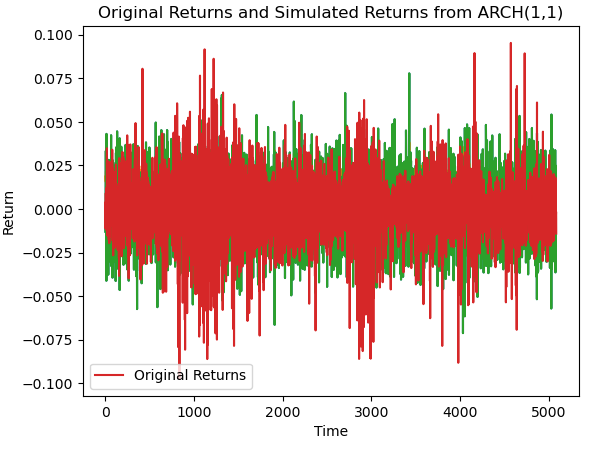 Original Returns and Simulated Returns from ARCH(1,1)
0.100
0.075
0.050
0.025
0.000
−0.025
−0.050
−0.075
−0.100
Return
Original Returns
0 1000 2000 3000 4000 5000
Time